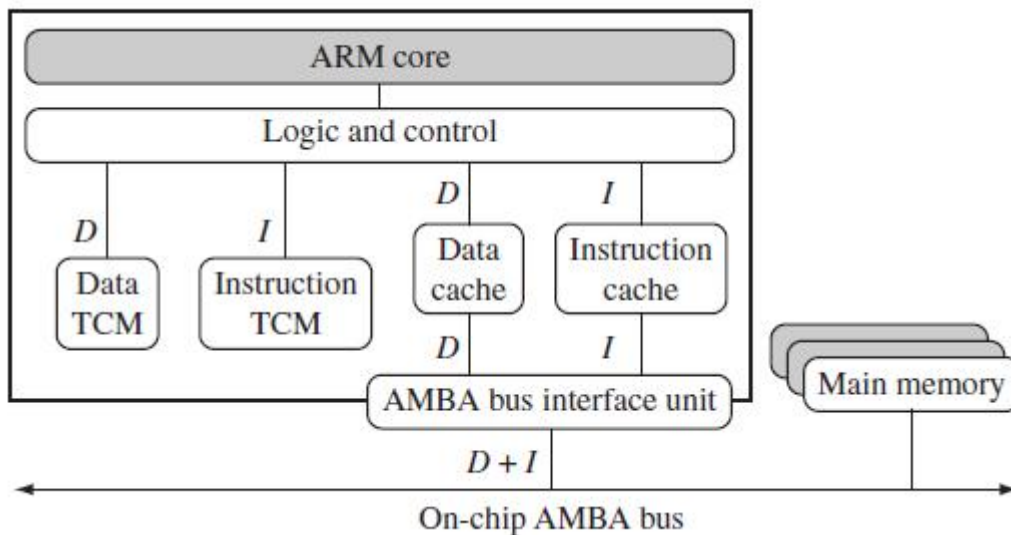 ARM core
Logic and control
D
I
D
I
Data
TCM
Instruction
TCM
Data
cache
Instruction
cache
D
I
AMBA bus interface unit
Main memory
D + I
On-chip AMBA bus